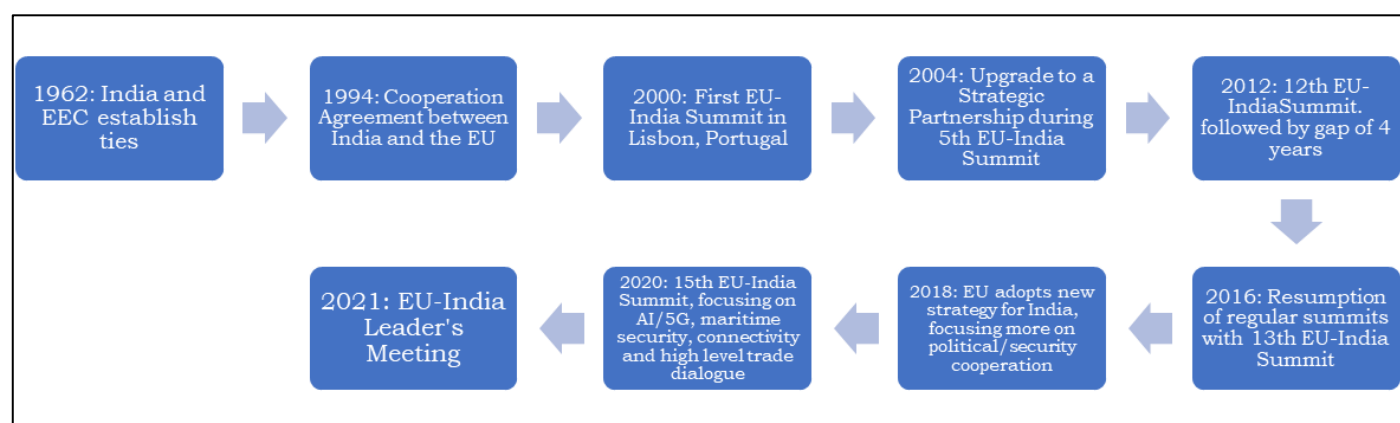 1962: India and
EEC establish
ties
1994: Cooperation
Agreement between
India and the EU
2000: First EU-
India Summit in
Lisbon, Portugal
2004: Upgrade to a
Strategic
Partnership during
5th EU-India
Summit
2012: 12th EU-
IndiaSummit.
followed by gap of 4
years
2016: Resumption
of regular summits
with 13th EU-India
Summit
2018: EU adopts new
strategy for India,
focusing more on
political/security
cooperation
2020: 15th EU-India
Summit, focusing on
AI/5G, maritime
security, connectivity
and high level trade
dialogue
2021: EU-India
Leader's
Meeting